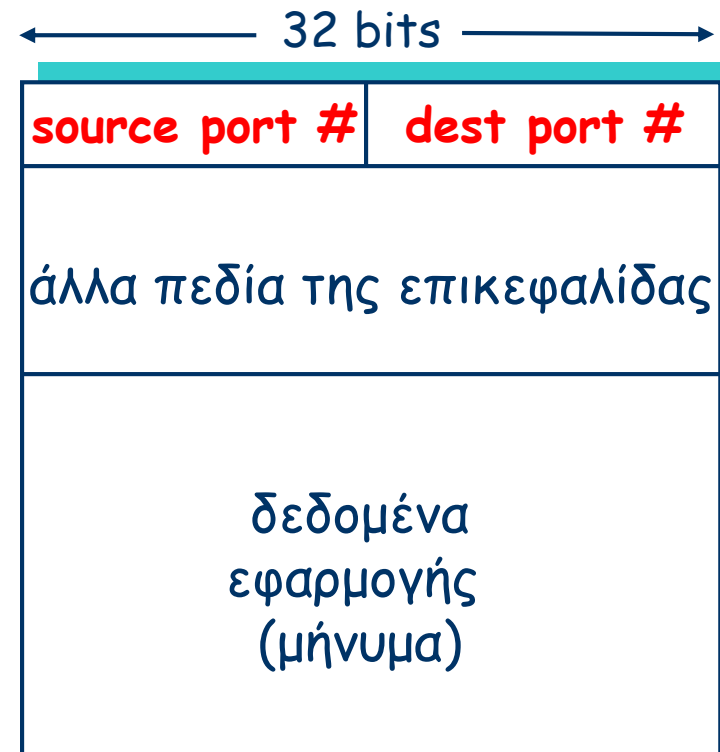 32 bits
source port # dest port #
άλλα πεδία της επικεφαλίδας
δεδομένα
εφαρμογής
(μήνυμα)